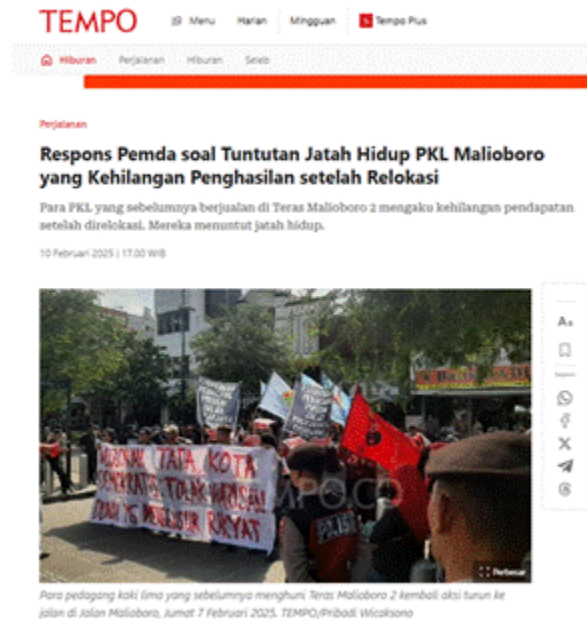 TEMPO
Menu Harian Mingguan Tempo Plus
Hiburan Perjalanan Hiburan Seleb
Perjalanan
Respons Pemda soal Tuntutan Jatah Hidup PKL Malioboro
yang Kehilangan Penghasilan setelah Relokasi
Para PKL yang sebelumnya berjualan di Teras Malioboro 2 mengaku kehilangan pendapatan
setelah direlokasi. Mereka menuntut jatah hidup.
10 Februari 2025 | 17.00 WIB
TATA KOTA
TOLAK
RAKYAT
POLISI
Perbesar
Para pedagang kaki lima yang sebelumnya menghuni Teras Malioboro 2 kembali aksi turun ke
jalan di Jalan Malioboro, Jumat 7 Februari 2025. TEMPO/Pribadi Wicaksono